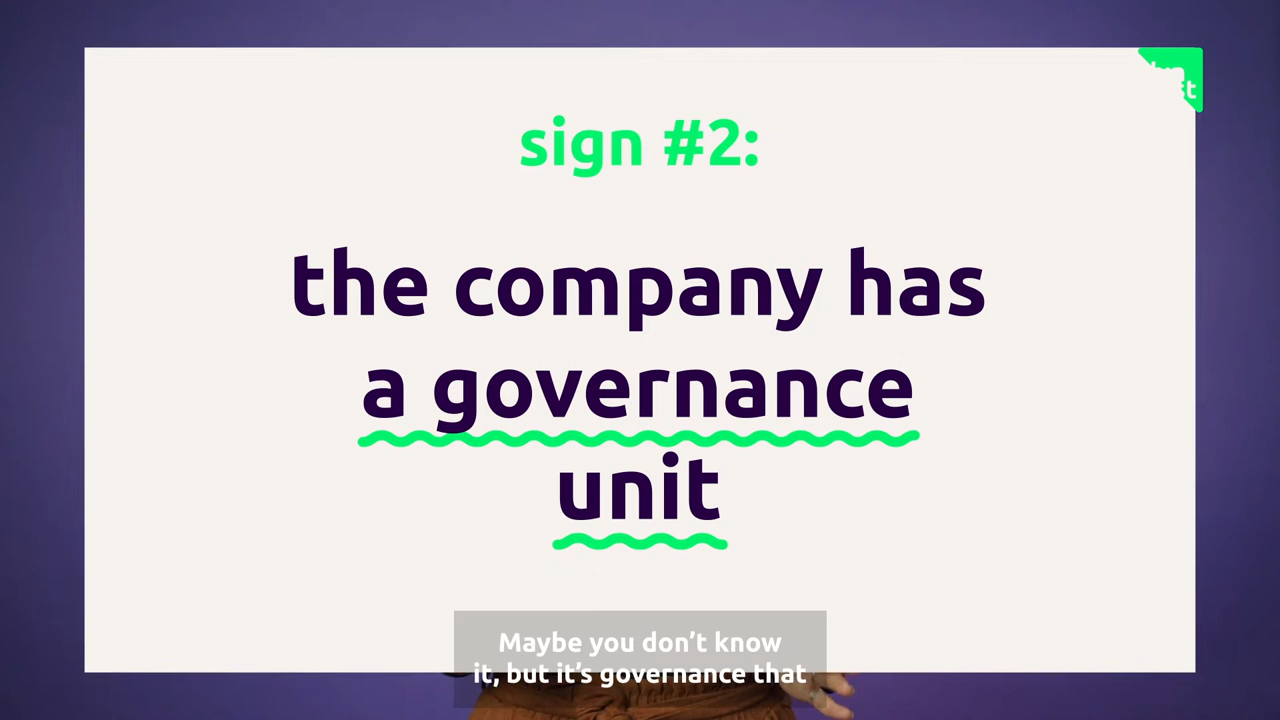 sign #2:
the company has
a governance
unit
Maybe you don’t know
it, but it’s governance that